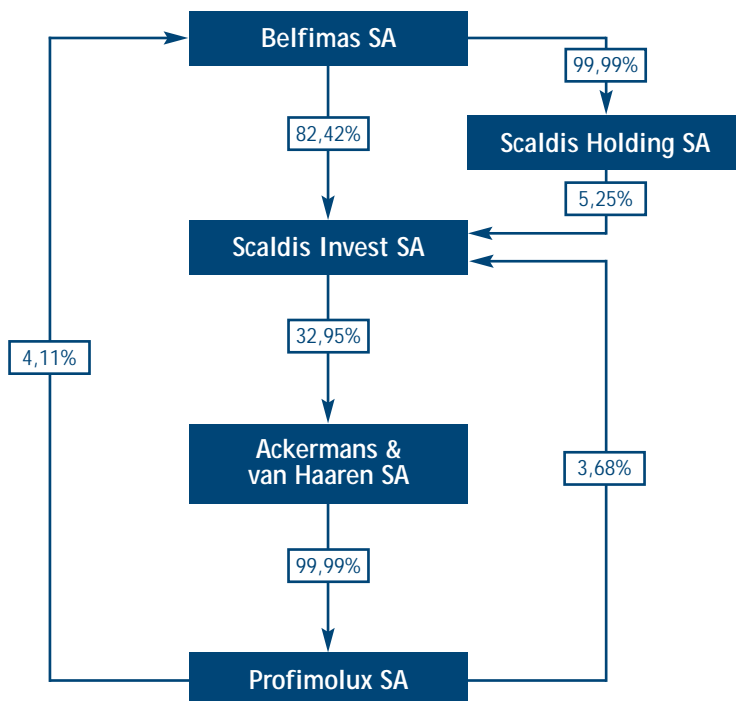 Belfimas SA
99,99%
82,42%
Scaldis Holding SA
5,25%
Scaldis Invest SA
32,95%
4,11%
Ackermans &
van Haaren SA
3,68%
99,99%
Profimolux SA